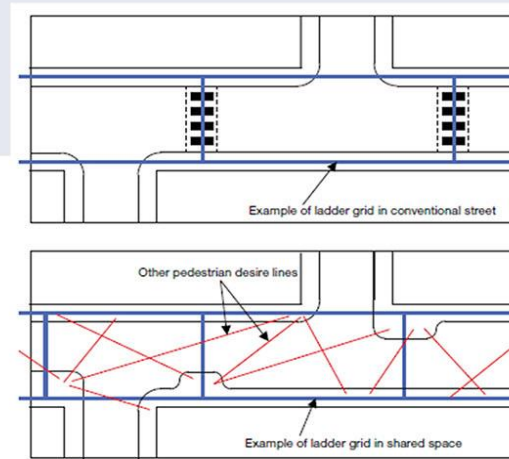 Example of ladder grid in conventional street
Other pedestrian desire lines
Example of ladder grid in shared space